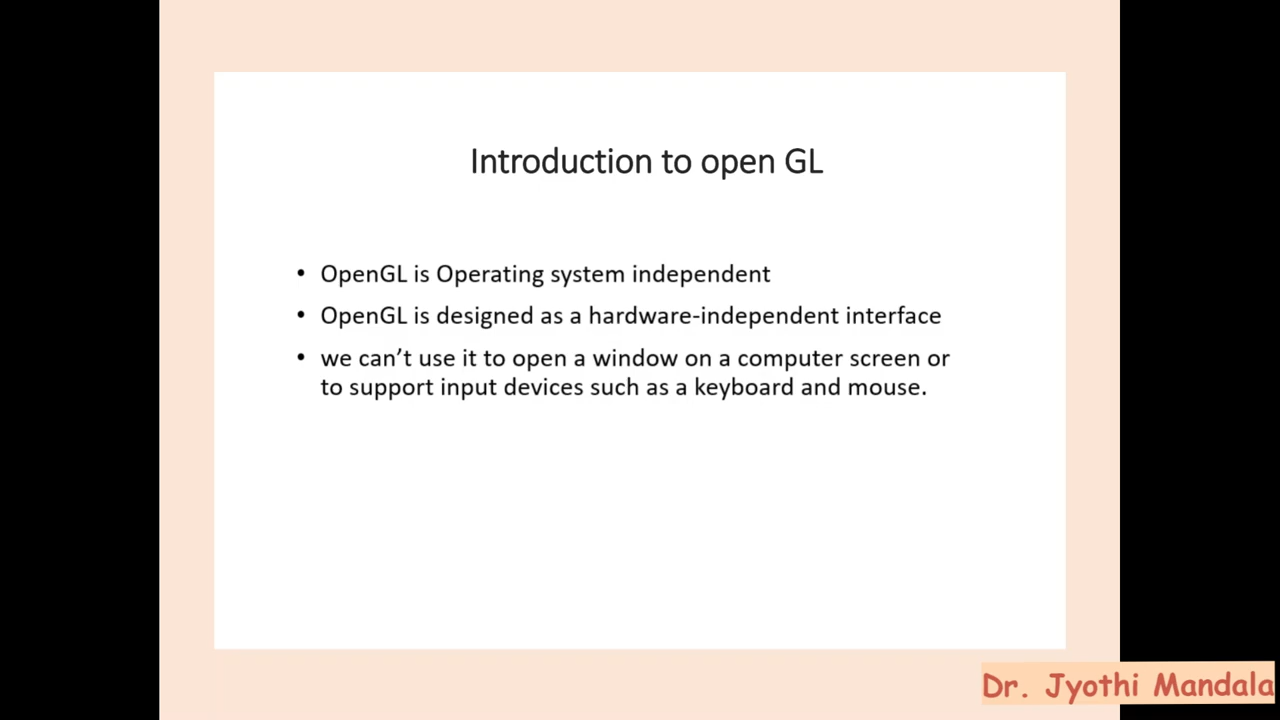 Introduction to open GL
• OpenGL is Operating system independent
• OpenGL is designed as a hardware-independent interface
• we can’t use it to open a window on a computer screen or
to support input devices such as a keyboard and mouse.
Dr. Jyothi Mandala